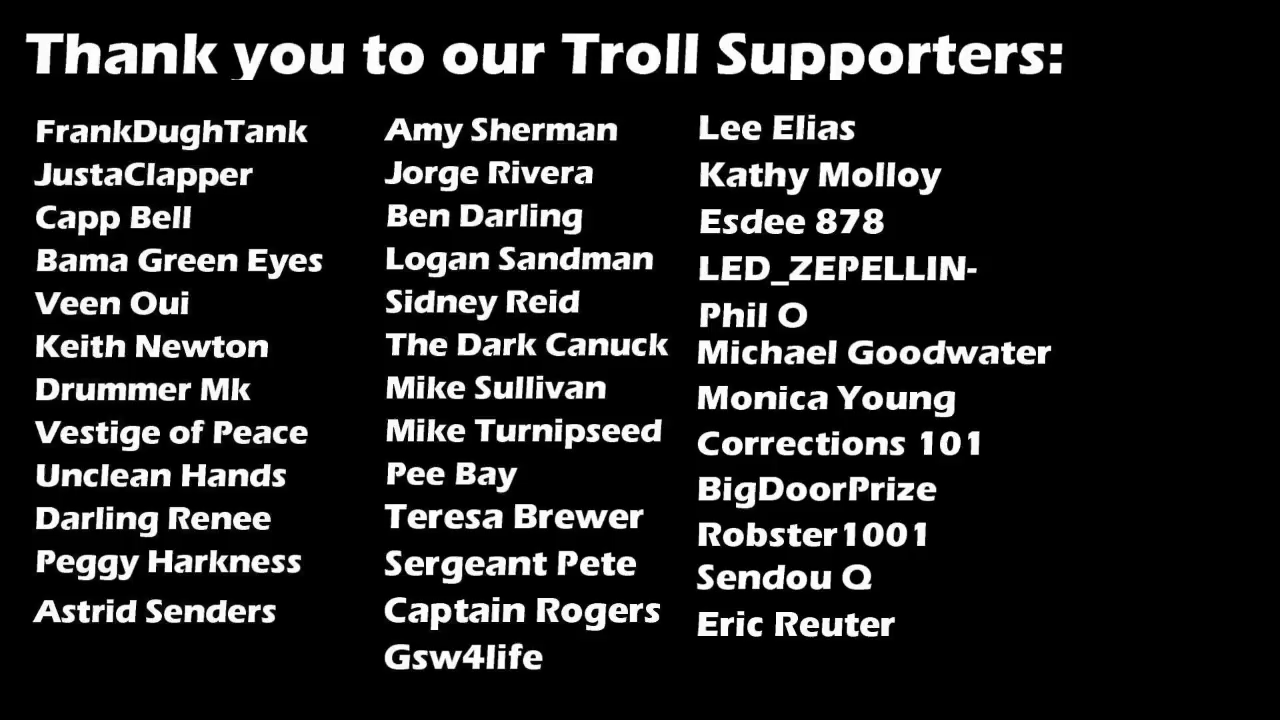 Thank you to our Troll Supporters:
FrankDughTank
JustaClapper
Capp Bell
Bama Green Eyes
Veen Oui
Keith Newton
Drummer Mk
Vestige of Peace
Unclean Hands
Darling Renee
Peggy Harkness
Astrid Senders
Amy Sherman
Jorge Rivera
Ben Darling
Logan Sandman
Sidney Reid
The Dark Canuck
Mike Sullivan
Mike Turnipseed
Pee Bay
Teresa Brewer
Sergeant Pete
Captain Rogers
Gsw4life
Lee Elias
Kathy Molloy
Esdee 878
LED_ZEPELLIN-
Phil O
Michael Goodwater
Monica Young
Corrections 101
BigDoorPrize
Robster1001
Sendou Q
Eric Reuter